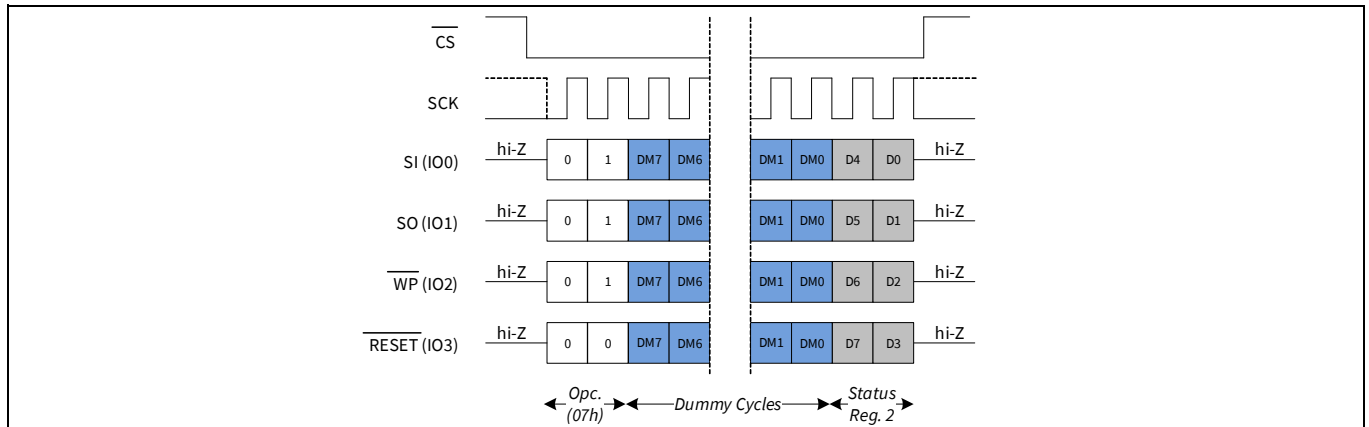 CS
SCK
SI (IO0) hi-Z 0 1 DM7 DM6 DM1 DM0 D4 D0 hi-Z
SO (IO1) hi-Z 0 1 DM7 DM6 DM1 DM0 D5 D1 hi-Z
WP (IO2) hi-Z 0 1 DM7 DM6 DM1 DM0 D6 D2 hi-Z
RESET (IO3) hi-Z 0 0 DM7 DM6 DM1 DM0 D7 D3 hi-Z
Opc. (07h) Dummy Cycles Status Reg. 2